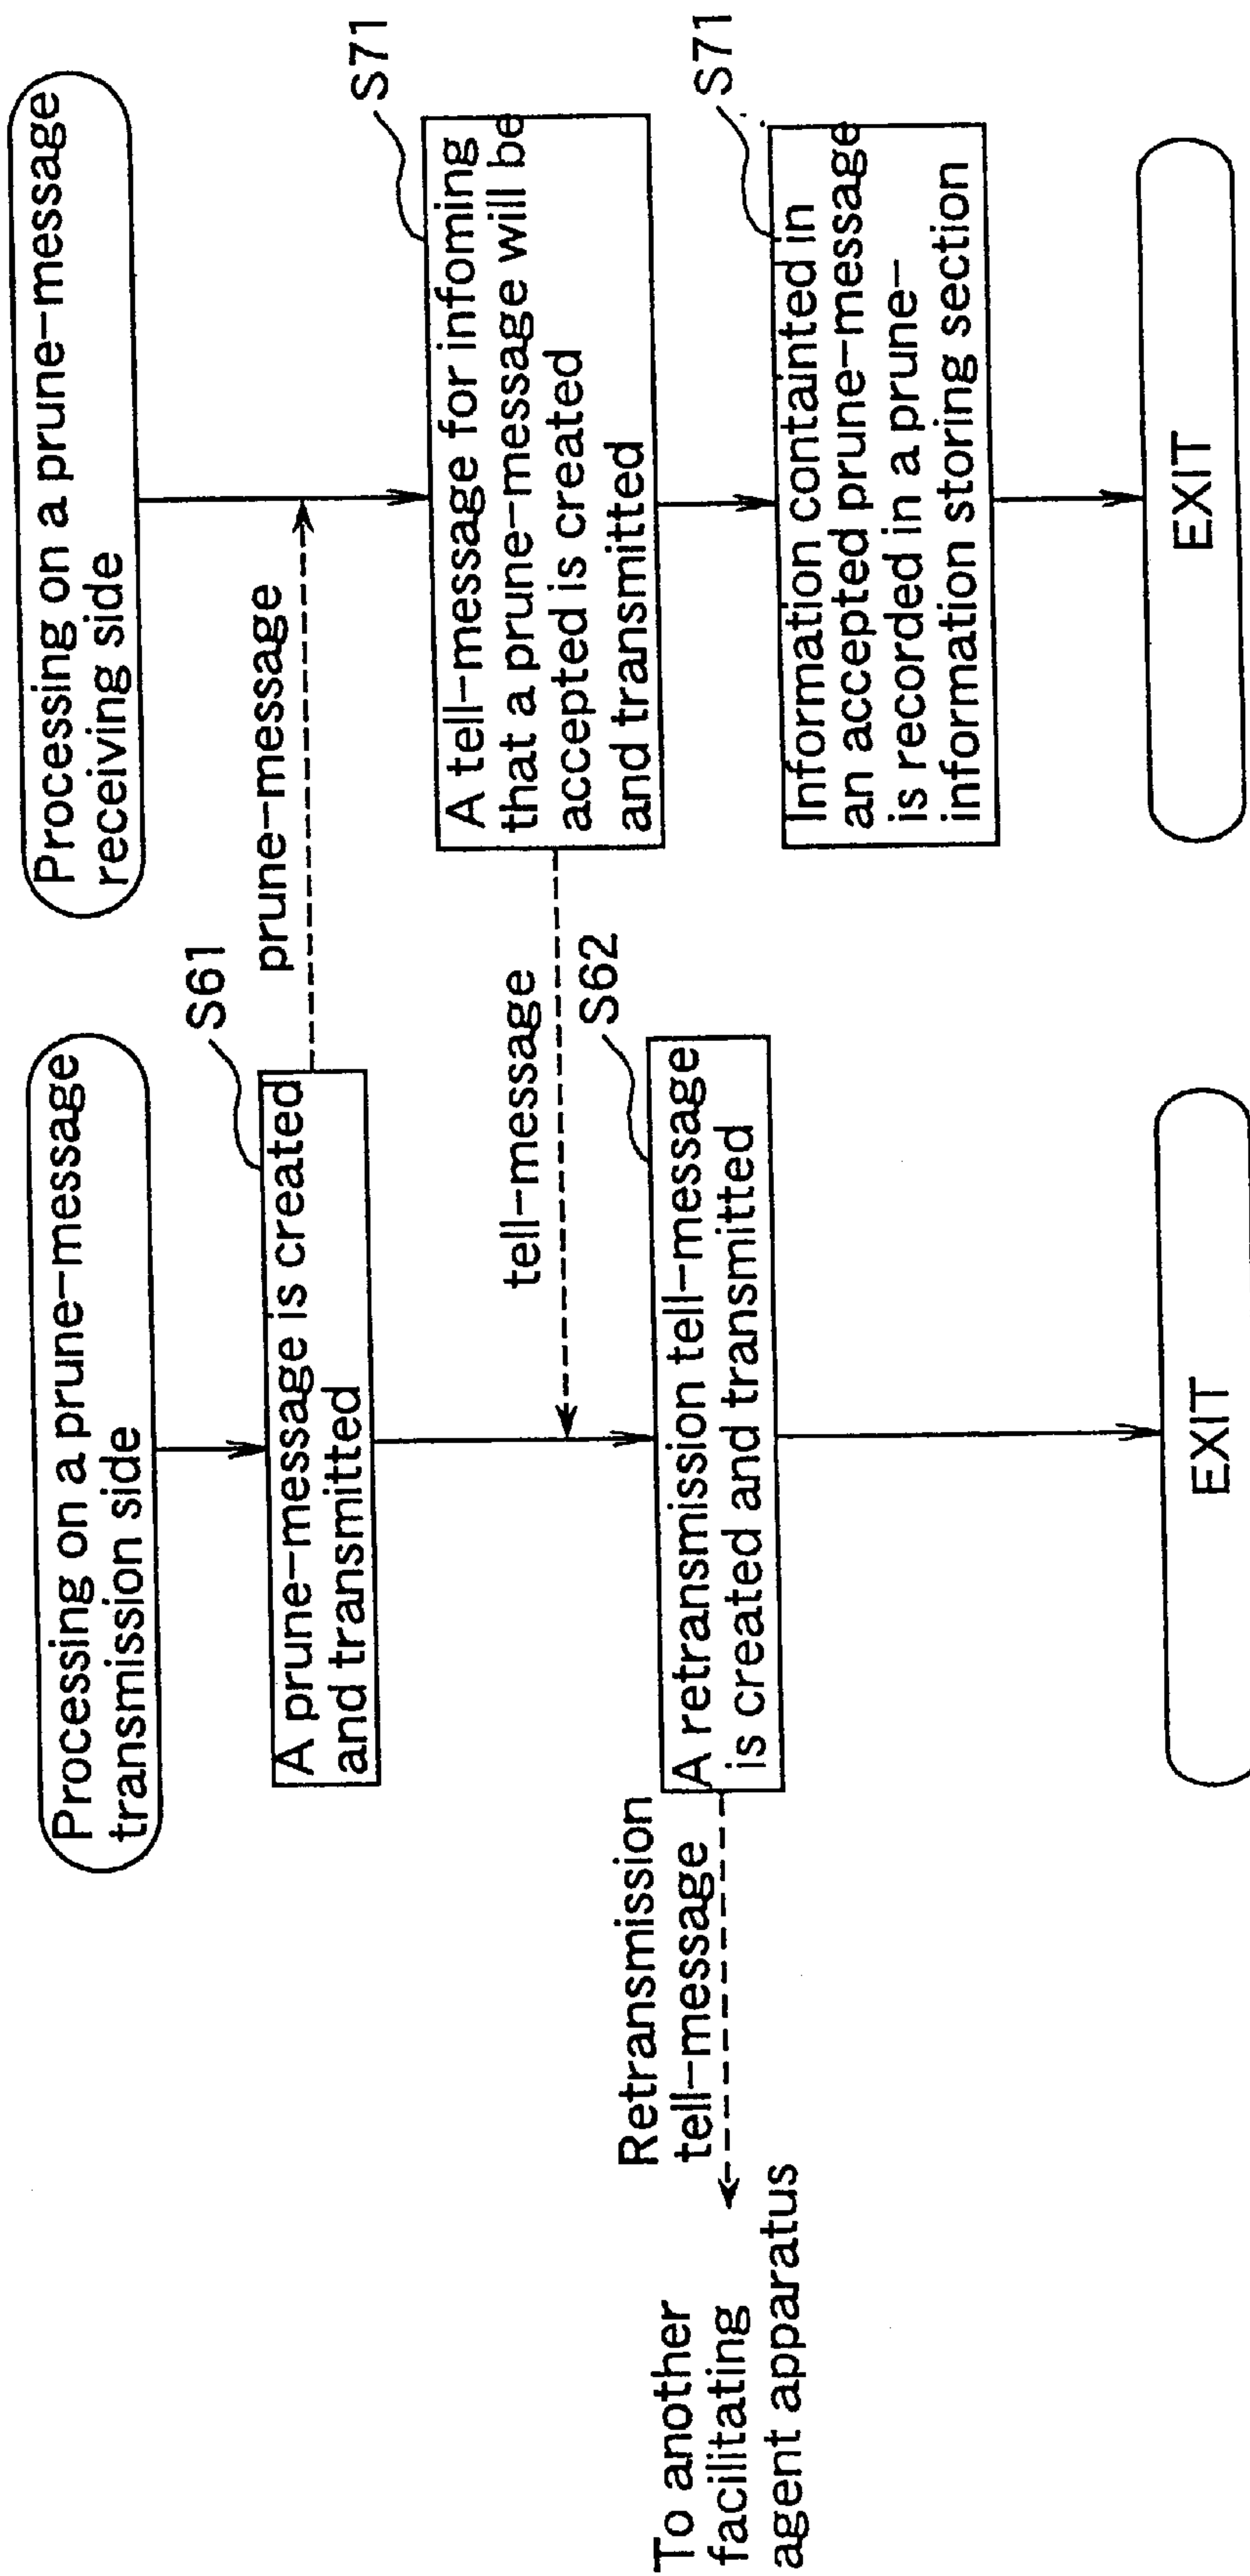 Processing on a prune-message
transmission side
S61
A prune-message is created
and transmitted
prune-message
tell-message
S62
A retransmission tell-message
is created and transmitted
Retransmission
tell-message
To another
facilitating
agent apparatus
EXIT
Processing on a prune-message
receiving side
S71
A tell-message for infoming
that a prune-message will be
accepted is created
and transmitted
S71
Information containted in
an accepted prune-message
is recorded in a prune-
information storing section
EXIT